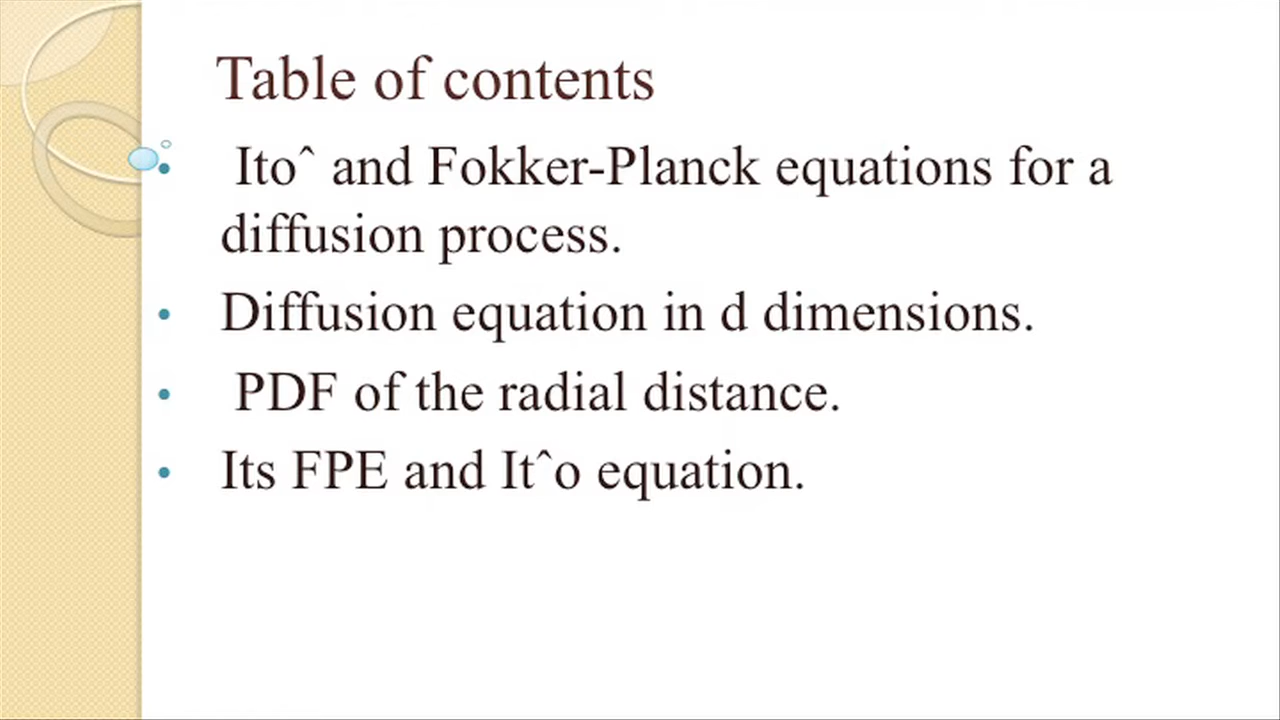 Table of contents
• Itoˆ and Fokker-Planck equations for a
diffusion process.
• Diffusion equation in d dimensions.
• PDF of the radial distance.
• Its FPE and Itˆo equation.